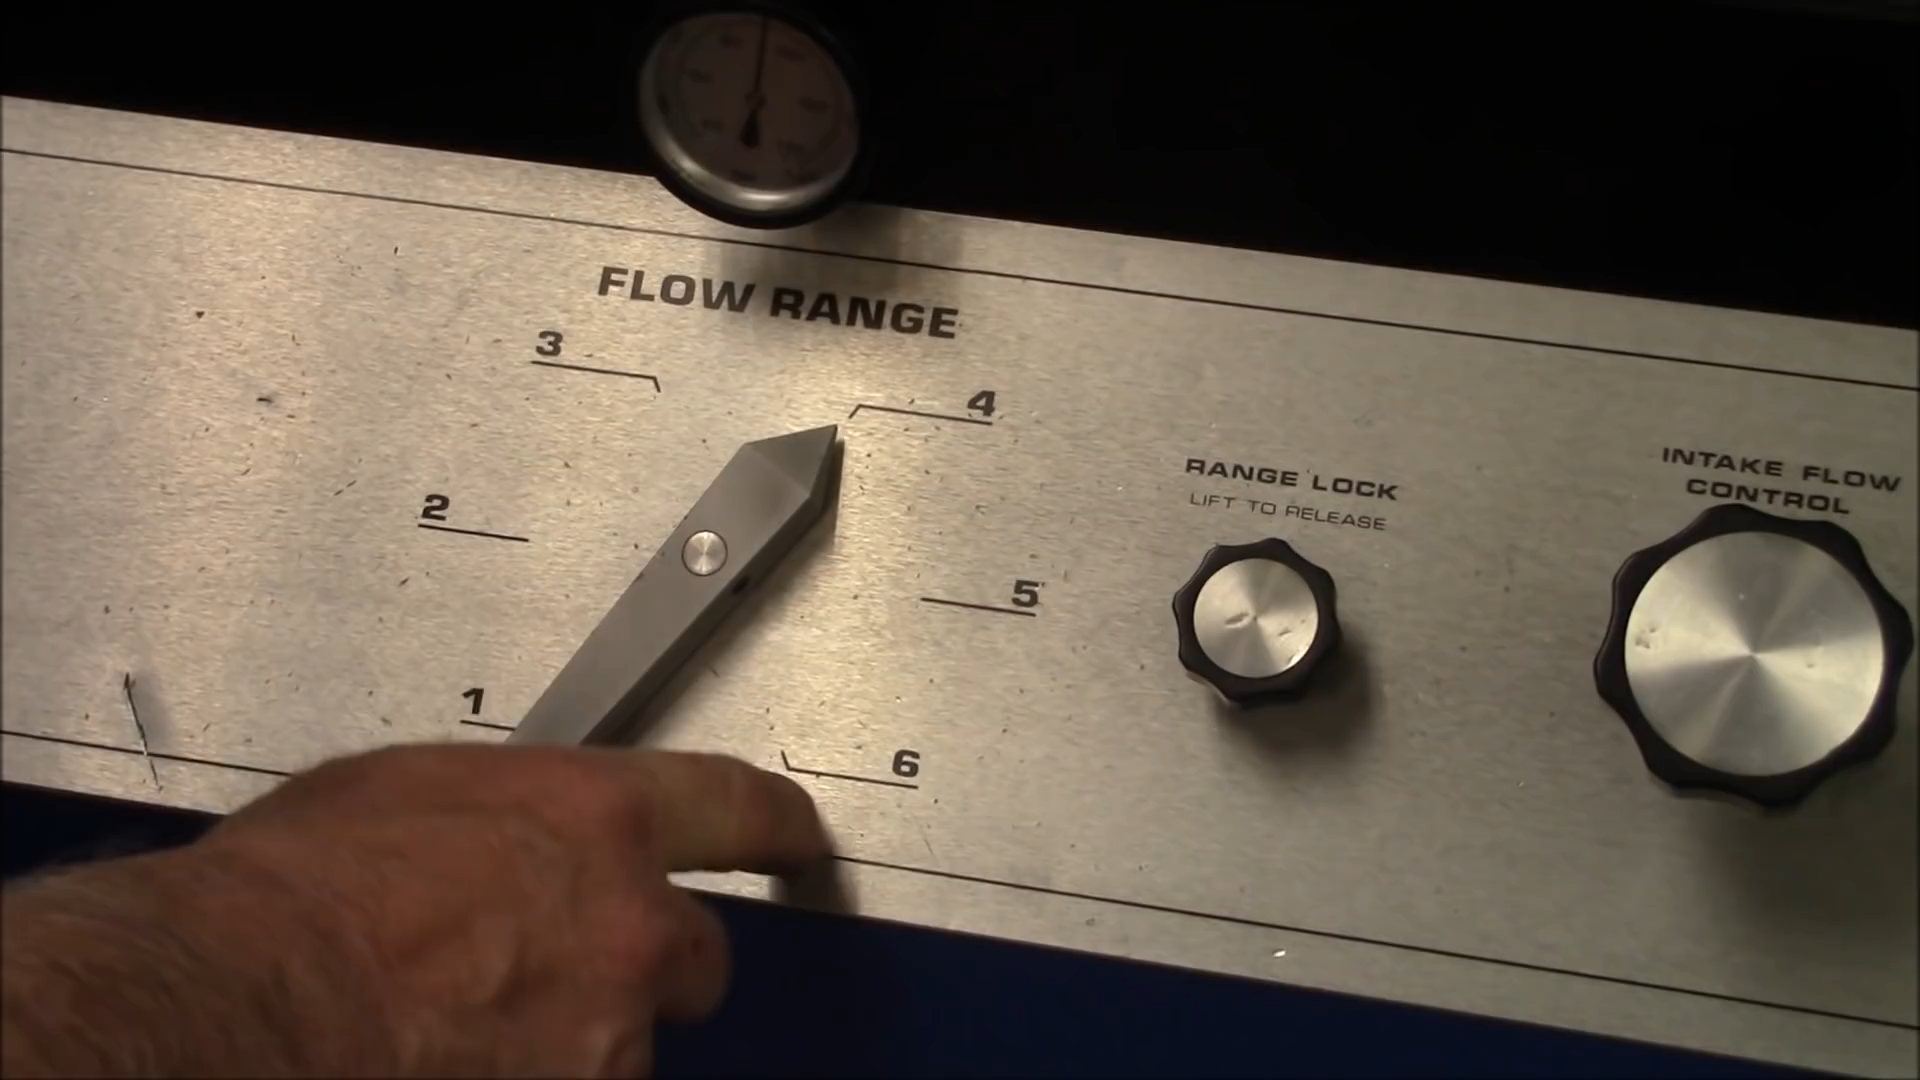 FLOW RANGE
3
4
2
5
1
6
RANGE LOCK
LIFT TO RELEASE
INTAKE FLOW
CONTROL